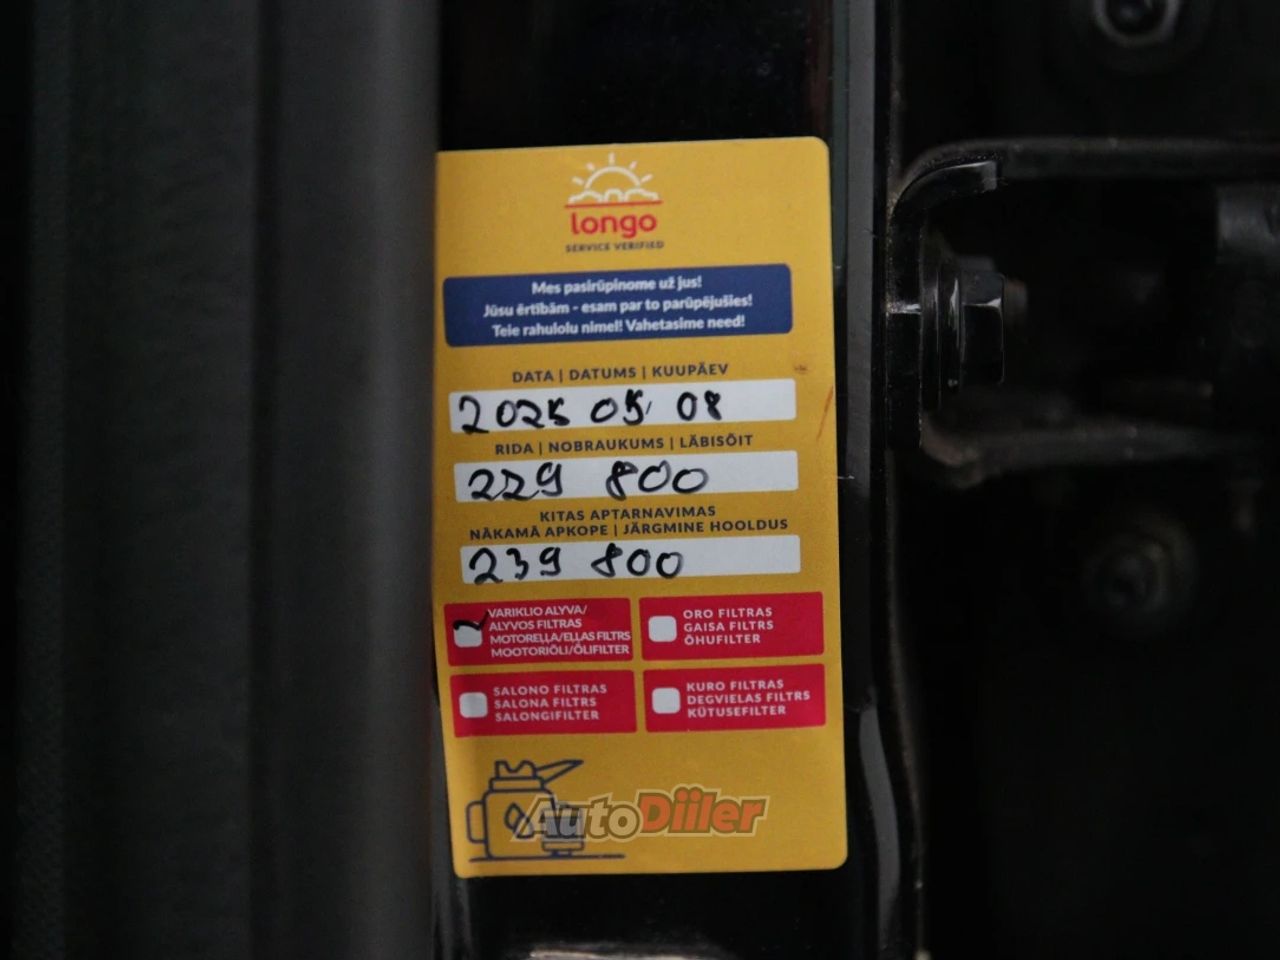 longo
SERVICE VERIFIED
Mes pasirūpinome už jus!
Jūsu ērtībām - esam par to parūpējušies!
Teie rahulolu nimel! Vahetasime need!
DATA | DATUMS | KUUPÄEV
2025 05 08
RIDA | NOBRAUKUMS | LÄBISÕIT
229 800
KITAS APTARNAVIMAS
NĀKAMĀ APKOPE | JÄRGMINE HOOLDUS
239 800
VARIKLIO ALYVA/
ALYVOS FILTRAS
MOTOREĻĻA/EĻĻAS FILTRS
MOOTORIÕLI/ÕLIFILTER
ORO FILTRAS
GAISA FILTRS
ÕHUFILTER
SALONO FILTRAS
SALONA FILTRS
SALONGIFILTER
KURO FILTRAS
DEGVIELAS FILTRS
KÜTUSEFILTER
AutoDiiler